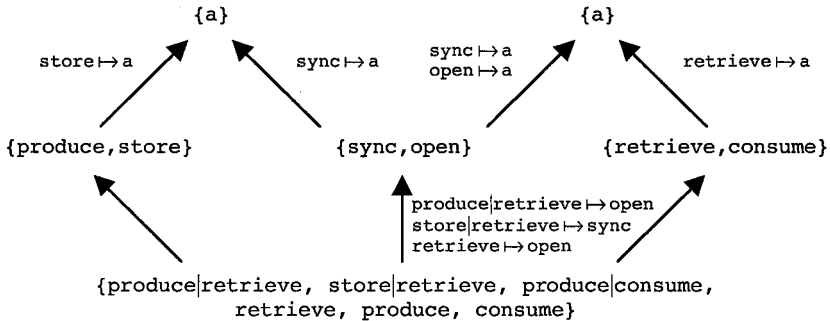 {a}
{a}
store↦a
sync↦a
sync↦a
open↦a
retrieve↦a
{produce,store}
{sync,open}
{retrieve,consume}
produce|retrieve↦open
store|retrieve↦sync
retrieve↦open
{produce|retrieve, store|retrieve, produce|consume,
retrieve, produce, consume}